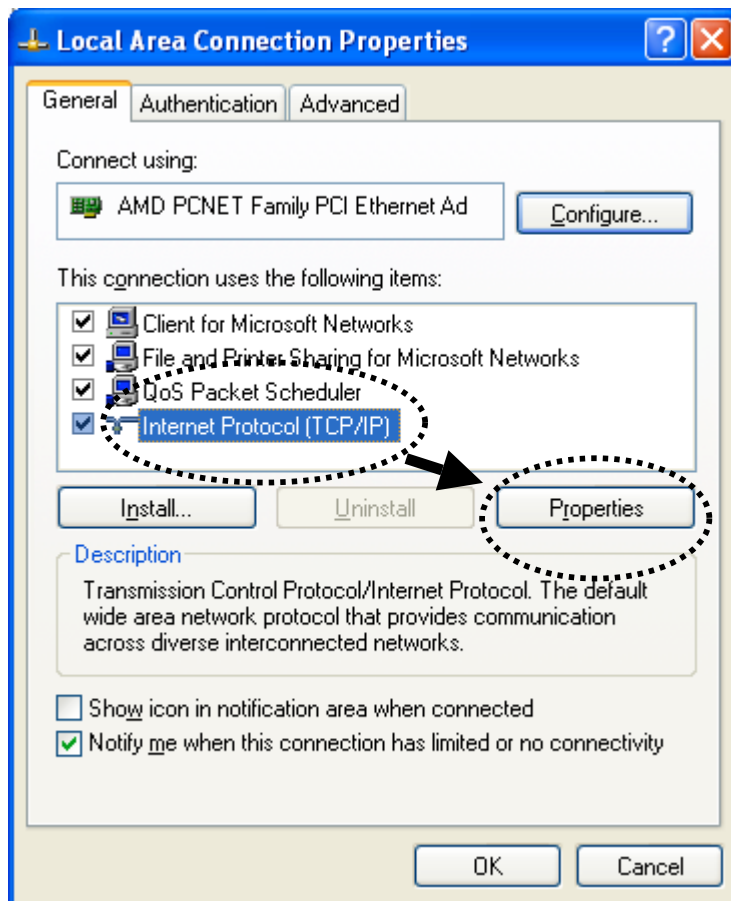 Local Area Connection Properties
General Authentication Advanced
Connect using:
AMD PCNET Family PCI Ethernet Ad
Configure...
This connection uses the following items:
Client for Microsoft Networks
File and Printer Sharing for Microsoft Networks
QoS Packet Scheduler
Internet Protocol (TCP/IP)
Install... Uninstall Properties
Description
Transmission Control Protocol/Internet Protocol. The default
wide area network protocol that provides communication
across diverse interconnected networks.
Show icon in notification area when connected
Notify me when this connection has limited or no connectivity
OK Cancel